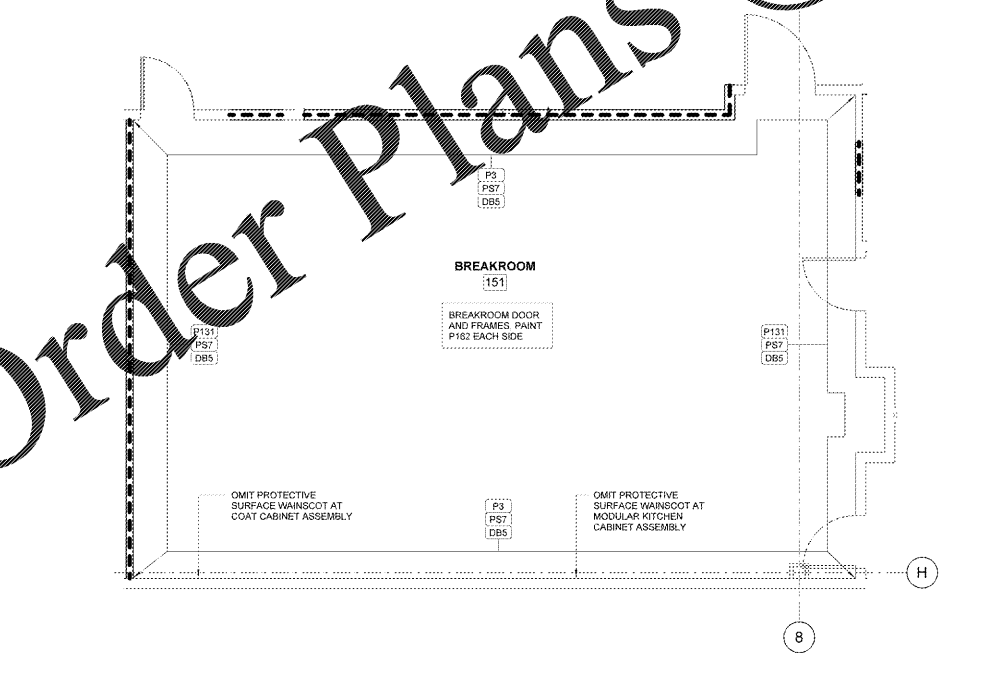 Order Plans
P3
PS7
DB5
BREAKROOM
151
BREAKROOM DOOR
AND FRAMES, PAINT
P162 EACH SIDE
P131
PS7
DB5
P131
PS7
DB5
OMIT PROTECTIVE
SURFACE WAINSCOT AT
COAT CABINET ASSEMBLY
P3
PS7
DB5
OMIT PROTECTIVE
SURFACE WAINSCOT AT
MODULAR KITCHEN
CABINET ASSEMBLY
H
8